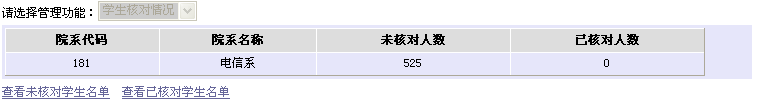 请选择管理功能：学生核对情况
院系代码 院系名称 未核对人数 已核对人数
181 电信系 525 0
查看未核对学生名单 查看已核对学生名单